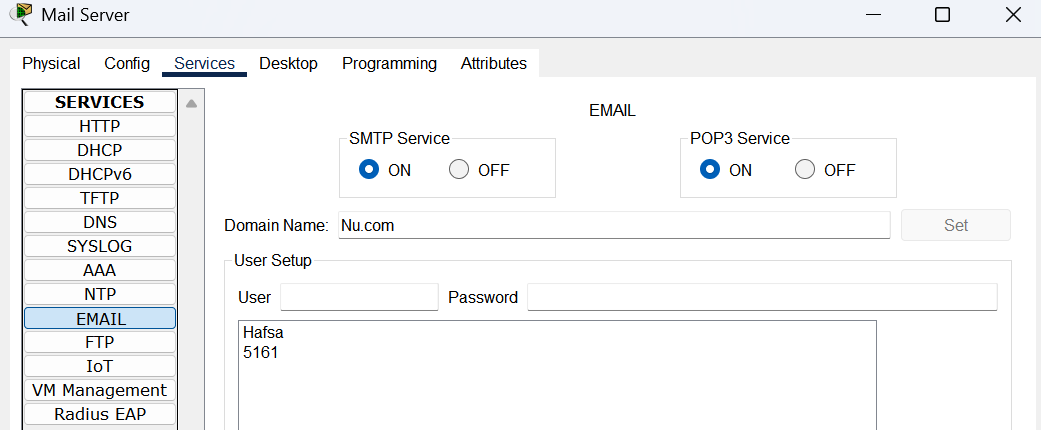 Mail Server
Physical Config Services Desktop Programming Attributes
SERVICES
HTTP
DHCP
DHCPv6
TFTP
DNS
SYSLOG
AAA
NTP
EMAIL
FTP
IoT
VM Management
Radius EAP
EMAIL
SMTP Service
ON OFF
POP3 Service
ON OFF
Domain Name: Nu.com Set
User Setup
User Password
Hafsa
5161